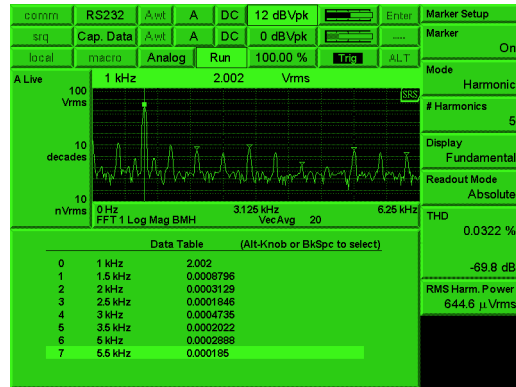 comm RS232 Awt A DC 12 dBVpk Enter Marker Setup
srq Cap. Data Awt A DC 0 dBVpk ----- Marker
On
local macro Analog Run 100.00 % Trig ALT
Mode
Harmonic
A Live 1 kHz 2.002 Vrms
100
Vrms
SRS
# Harmonics
5
10
decades
Display
Fundamental
Readout Mode
Absolute
10
nVrms
0 Hz 3.125 kHz 6.25 kHz
FFT 1 Log Mag BMH VecAvg 20
THD
0.0322 %
-69.8 dB
Data Table (Alt-Knob or BkSpc to select)
0 1 kHz 2.002
1 1.5 kHz 0.0008796
2 2 kHz 0.0003129
3 2.5 kHz 0.0001846
4 3 kHz 0.0004735
5 3.5 kHz 0.0002022
6 5 kHz 0.0002888
7 5.5 kHz 0.000185
RMS Harm. Power
644.6 µVrms